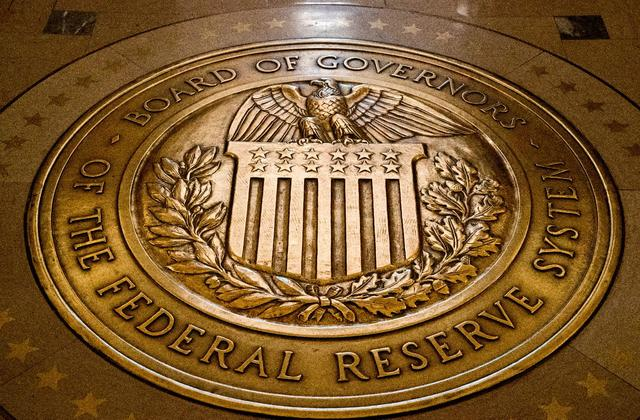 BOARD OF GOVERNORS
OF THE FEDERAL RESERVE SYSTEM